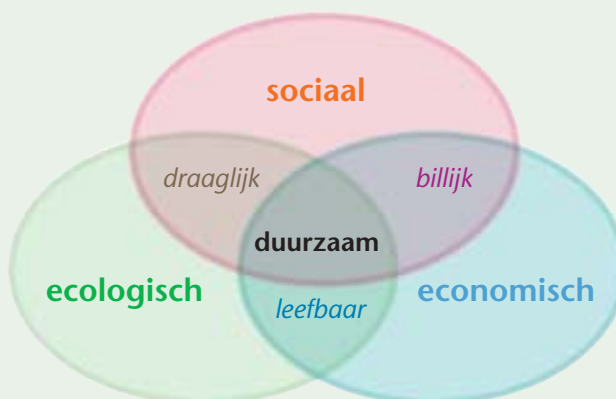 sociaal
draaglijk
billijk
duurzaam
ecologisch
leefbaar
economisch